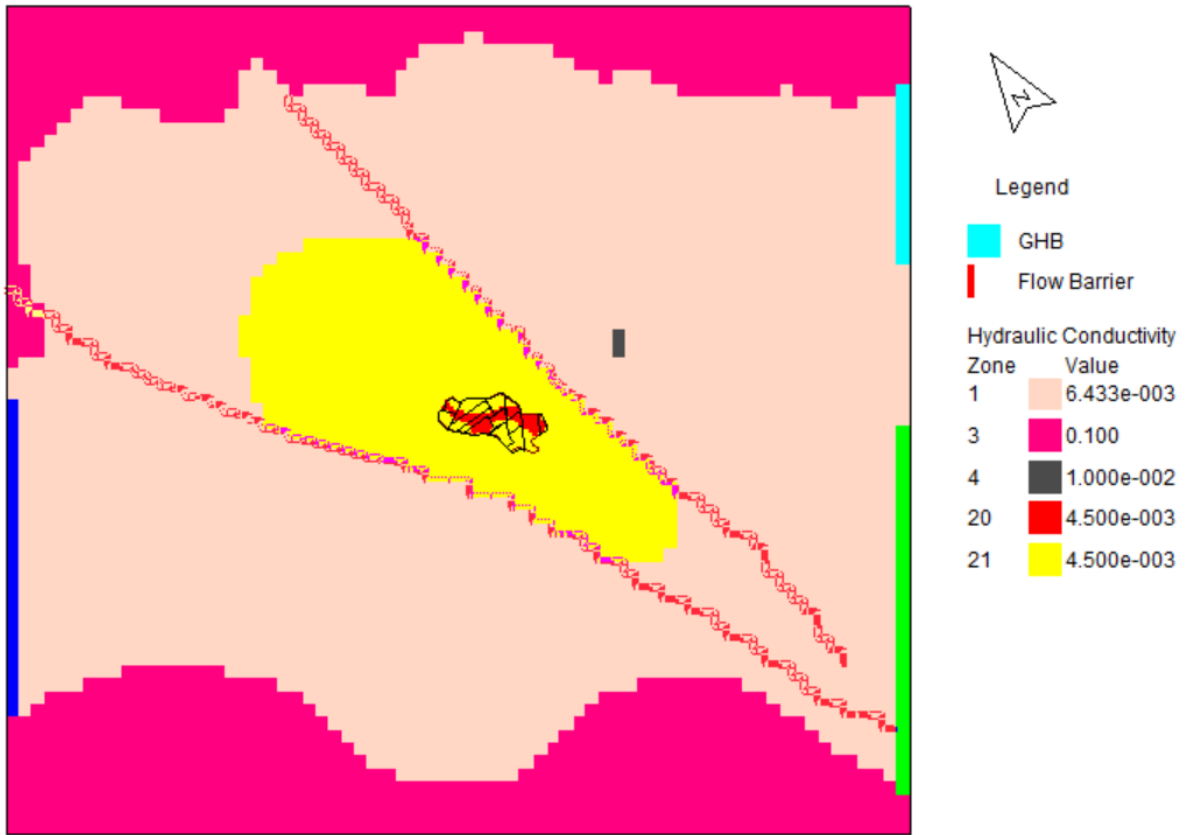 N
Legend
GHB
Flow Barrier
Hydraulic Conductivity
Zone Value
1 6.433e-003
3 0.100
4 1.000e-002
20 4.500e-003
21 4.500e-003